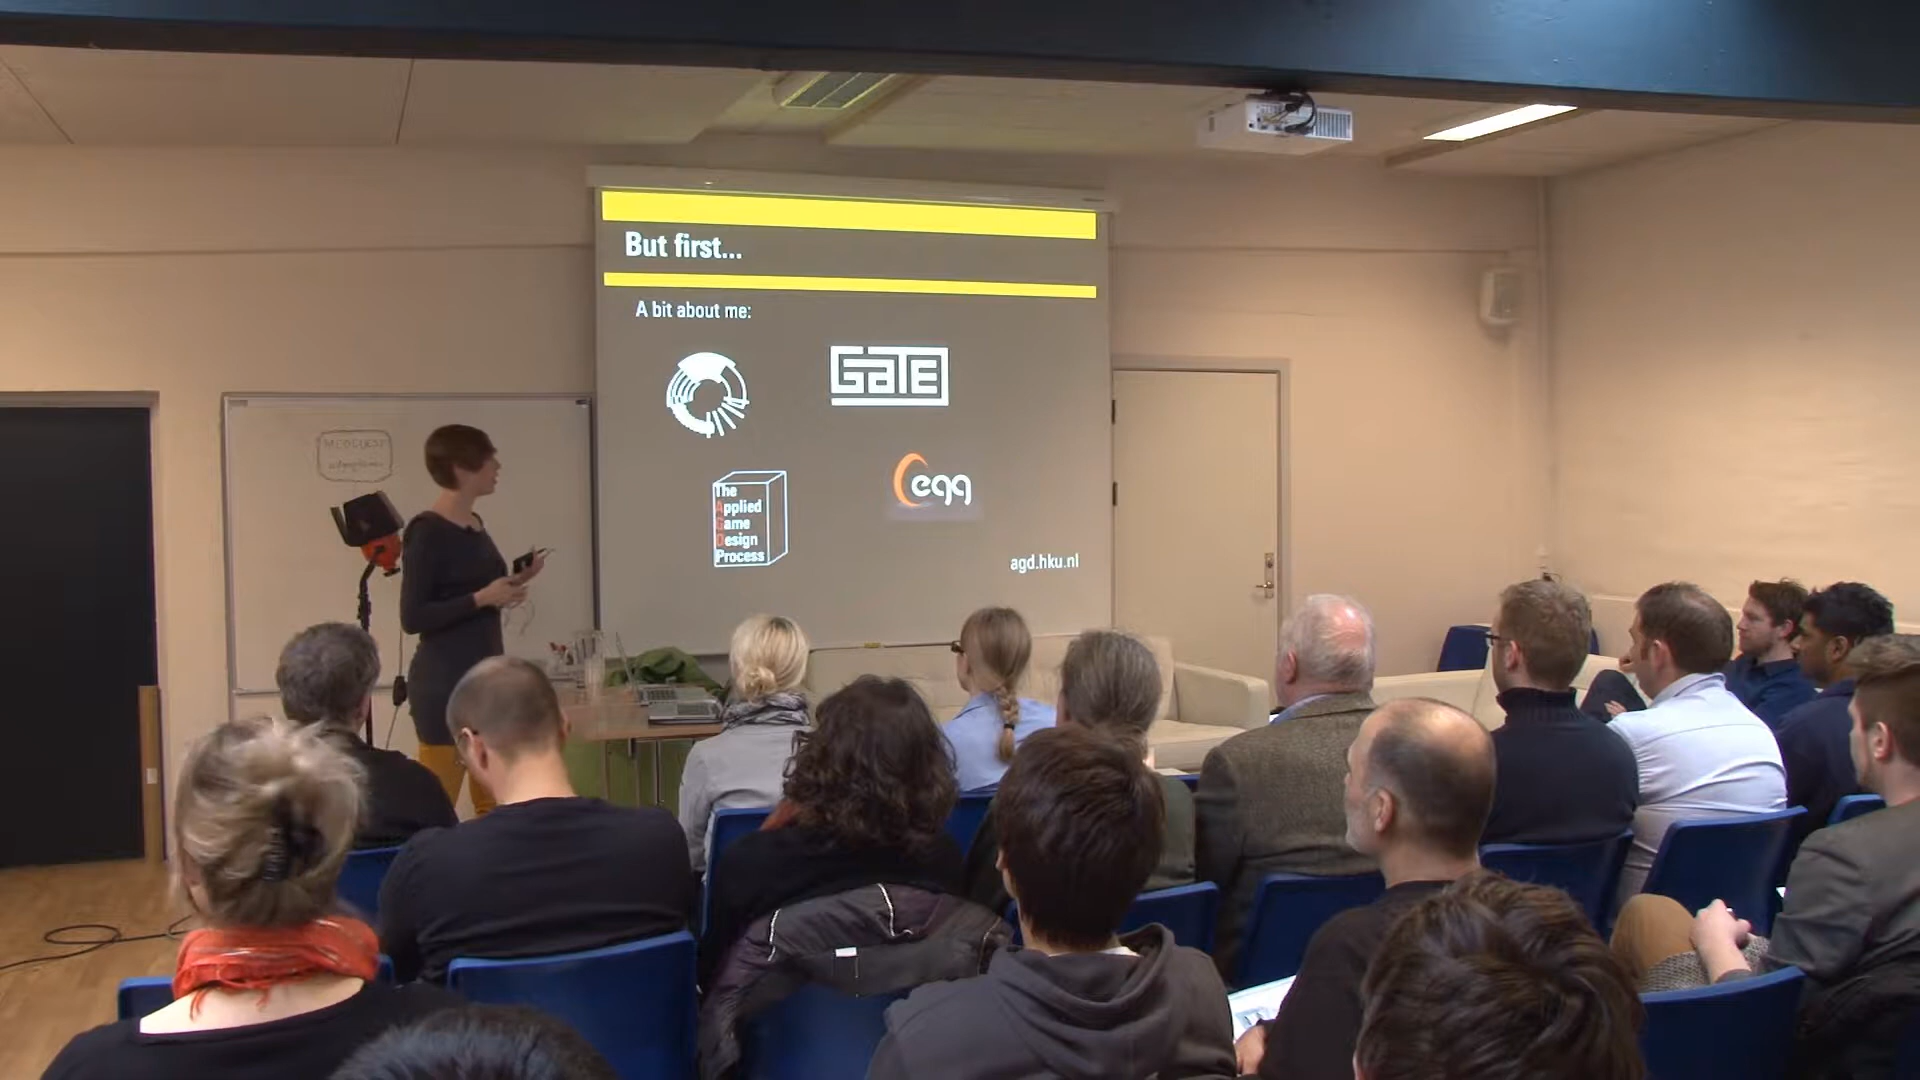 But first...
A bit about me:
GaTE
The
Applied
Game
Design
Process
egg
agd.hku.nl